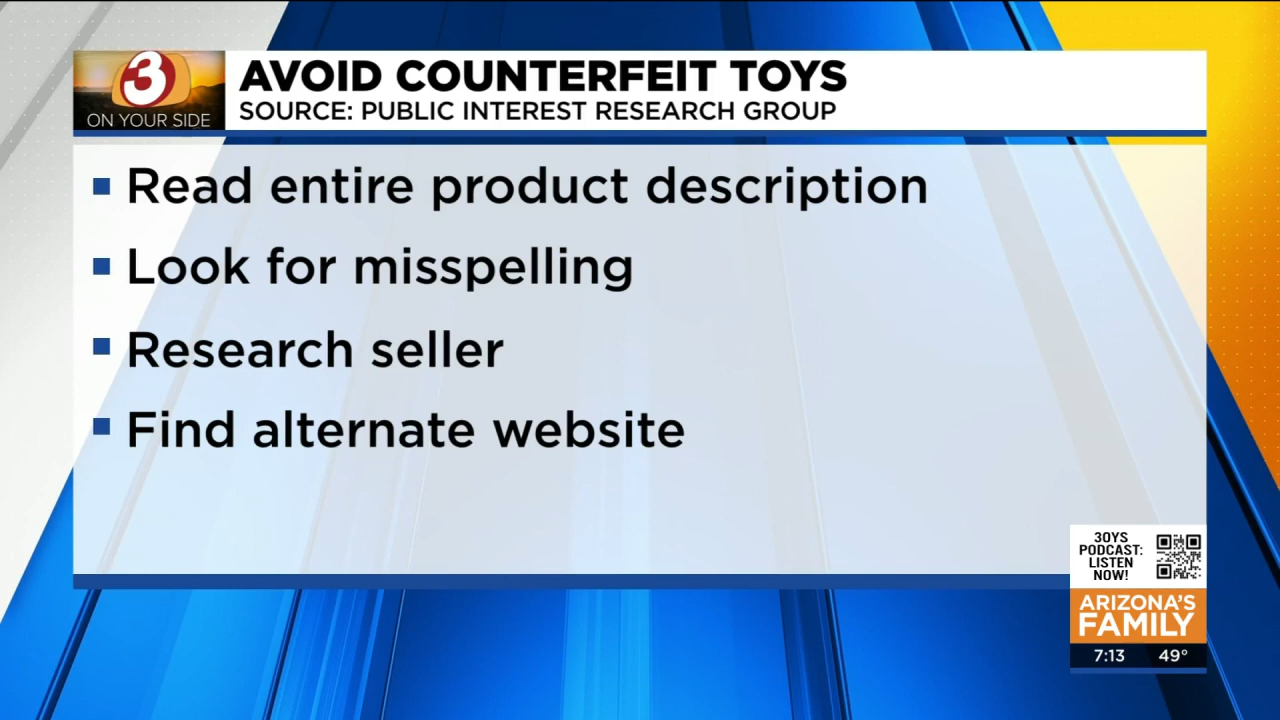 3
ON YOUR SIDE
AVOID COUNTERFEIT TOYS
SOURCE: PUBLIC INTEREST RESEARCH GROUP
Read entire product description
Look for misspelling
Research seller
Find alternate website
3OYS
PODCAST:
LISTEN
NOW!
ARIZONA'S
FAMILY
7:13 49°